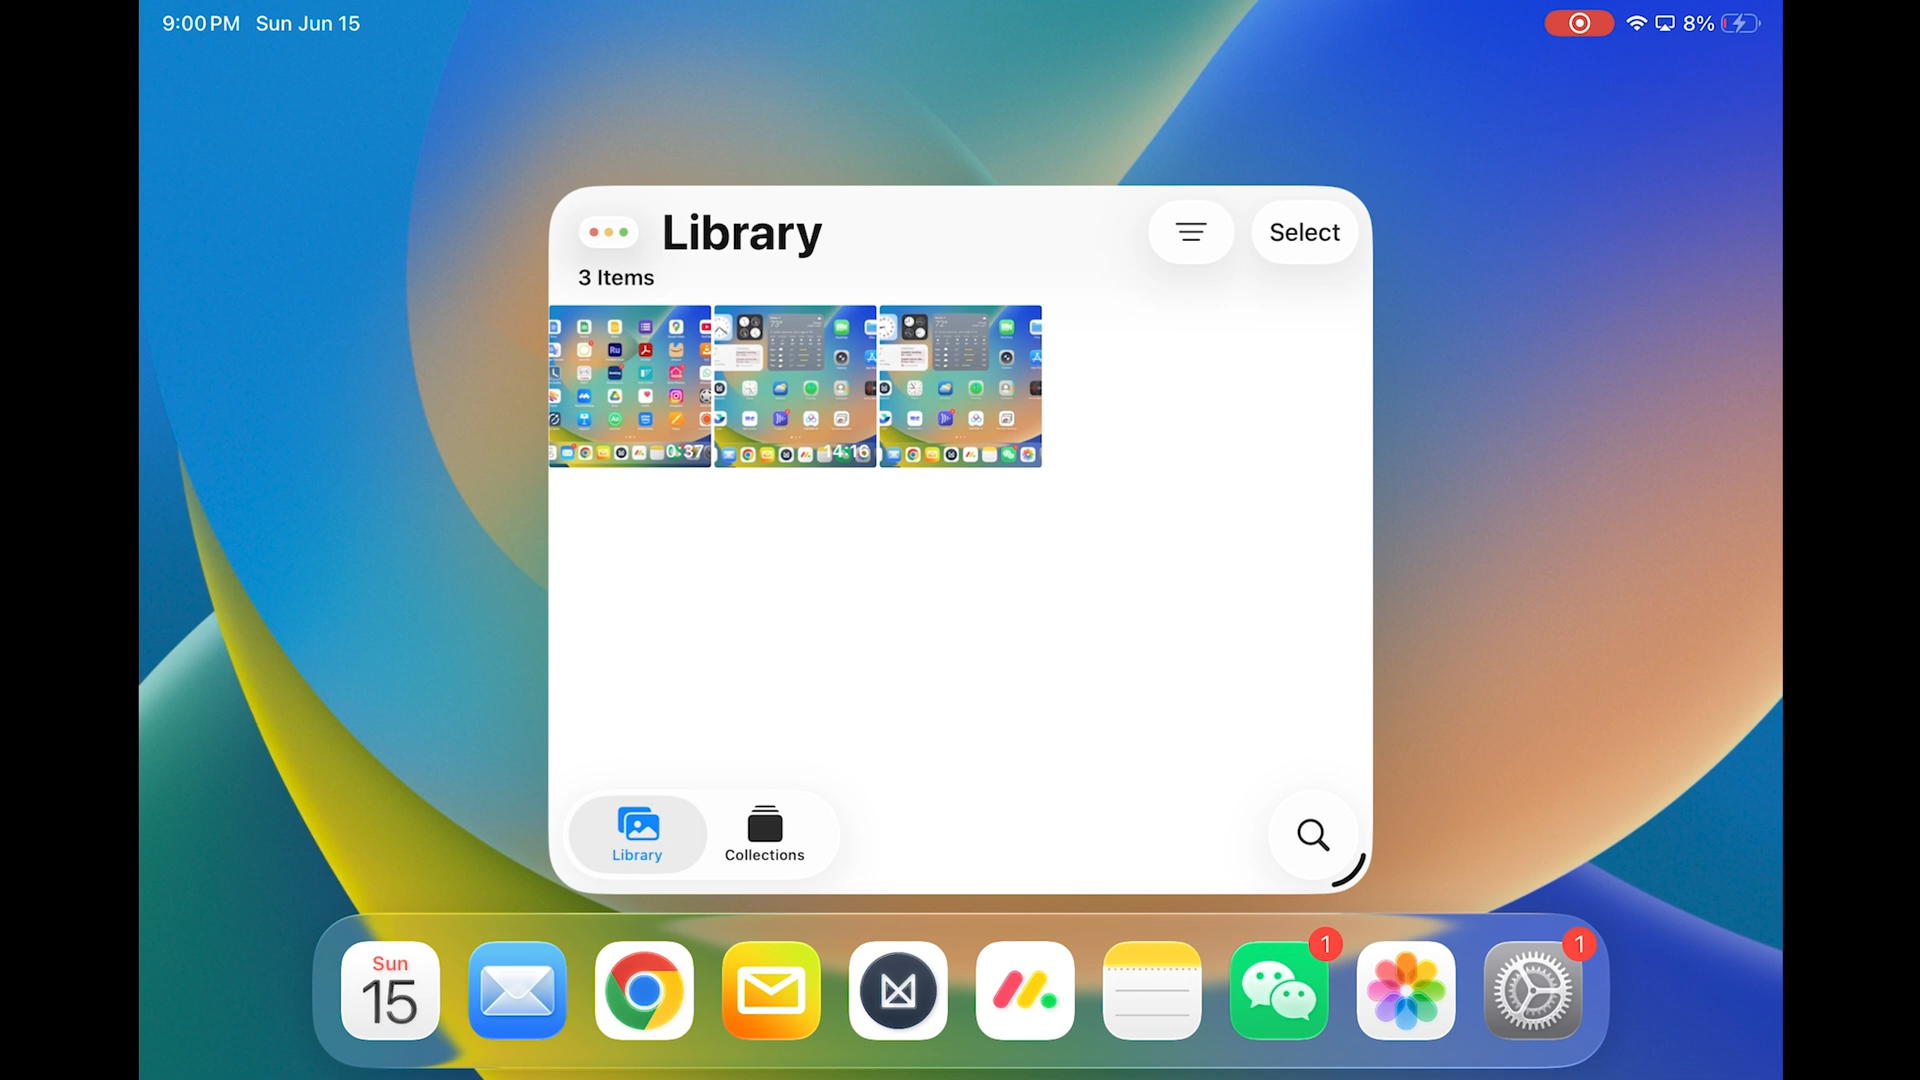 9:00 PM Sun Jun 15
8%
Library
Select
3 Items
0:37
14:16
Library
Collections
Sun
15
1
1